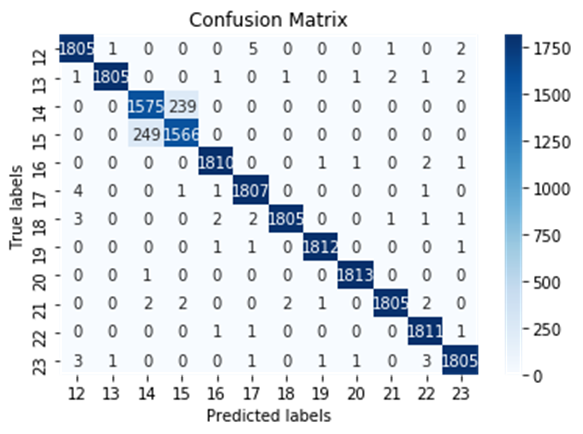 Confusion Matrix
12 1805 1 0 0 0 5 0 0 0 1 0 2
13 1 1805 0 0 1 0 1 0 1 2 1 2
14 0 0 1575 239 0 0 0 0 0 0 0 0
15 0 0 249 1566 0 0 0 0 0 0 0 0
16 0 0 0 0 1810 0 0 1 1 0 2 1
17 4 0 0 1 1 1807 0 0 0 0 1 0
18 3 0 0 0 2 2 1805 0 0 1 1 1
19 0 0 0 0 1 1 0 1812 0 0 0 1
20 0 0 1 0 0 0 0 0 1813 0 0 0
21 0 0 2 2 0 0 2 1 0 1805 2 0
22 0 0 0 0 1 1 0 0 0 0 1811 1
23 3 1 0 0 0 1 0 1 1 0 3 1805
12 13 14 15 16 17 18 19 20 21 22 23
Predicted labels
True labels
1750
1500
1250
1000
750
500
250
0